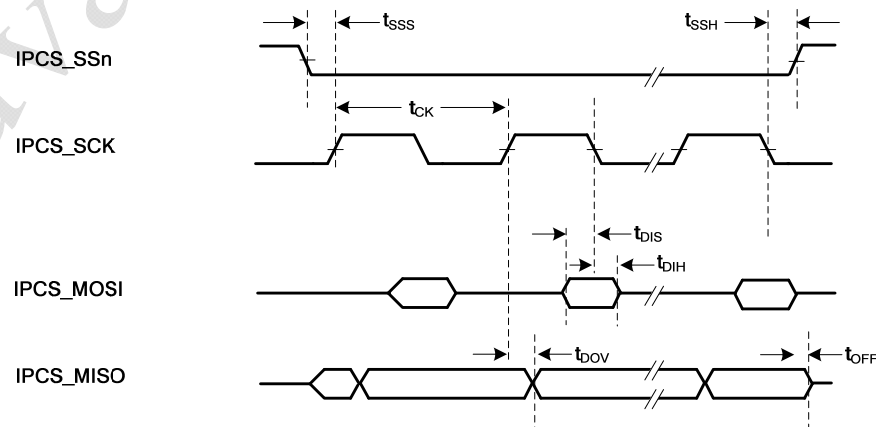 tSSS
tSSH
IPCS_SSn
tCK
IPCS_SCK
tDIS
tDIH
IPCS_MOSI
tDOV
tOFF
IPCS_MISO